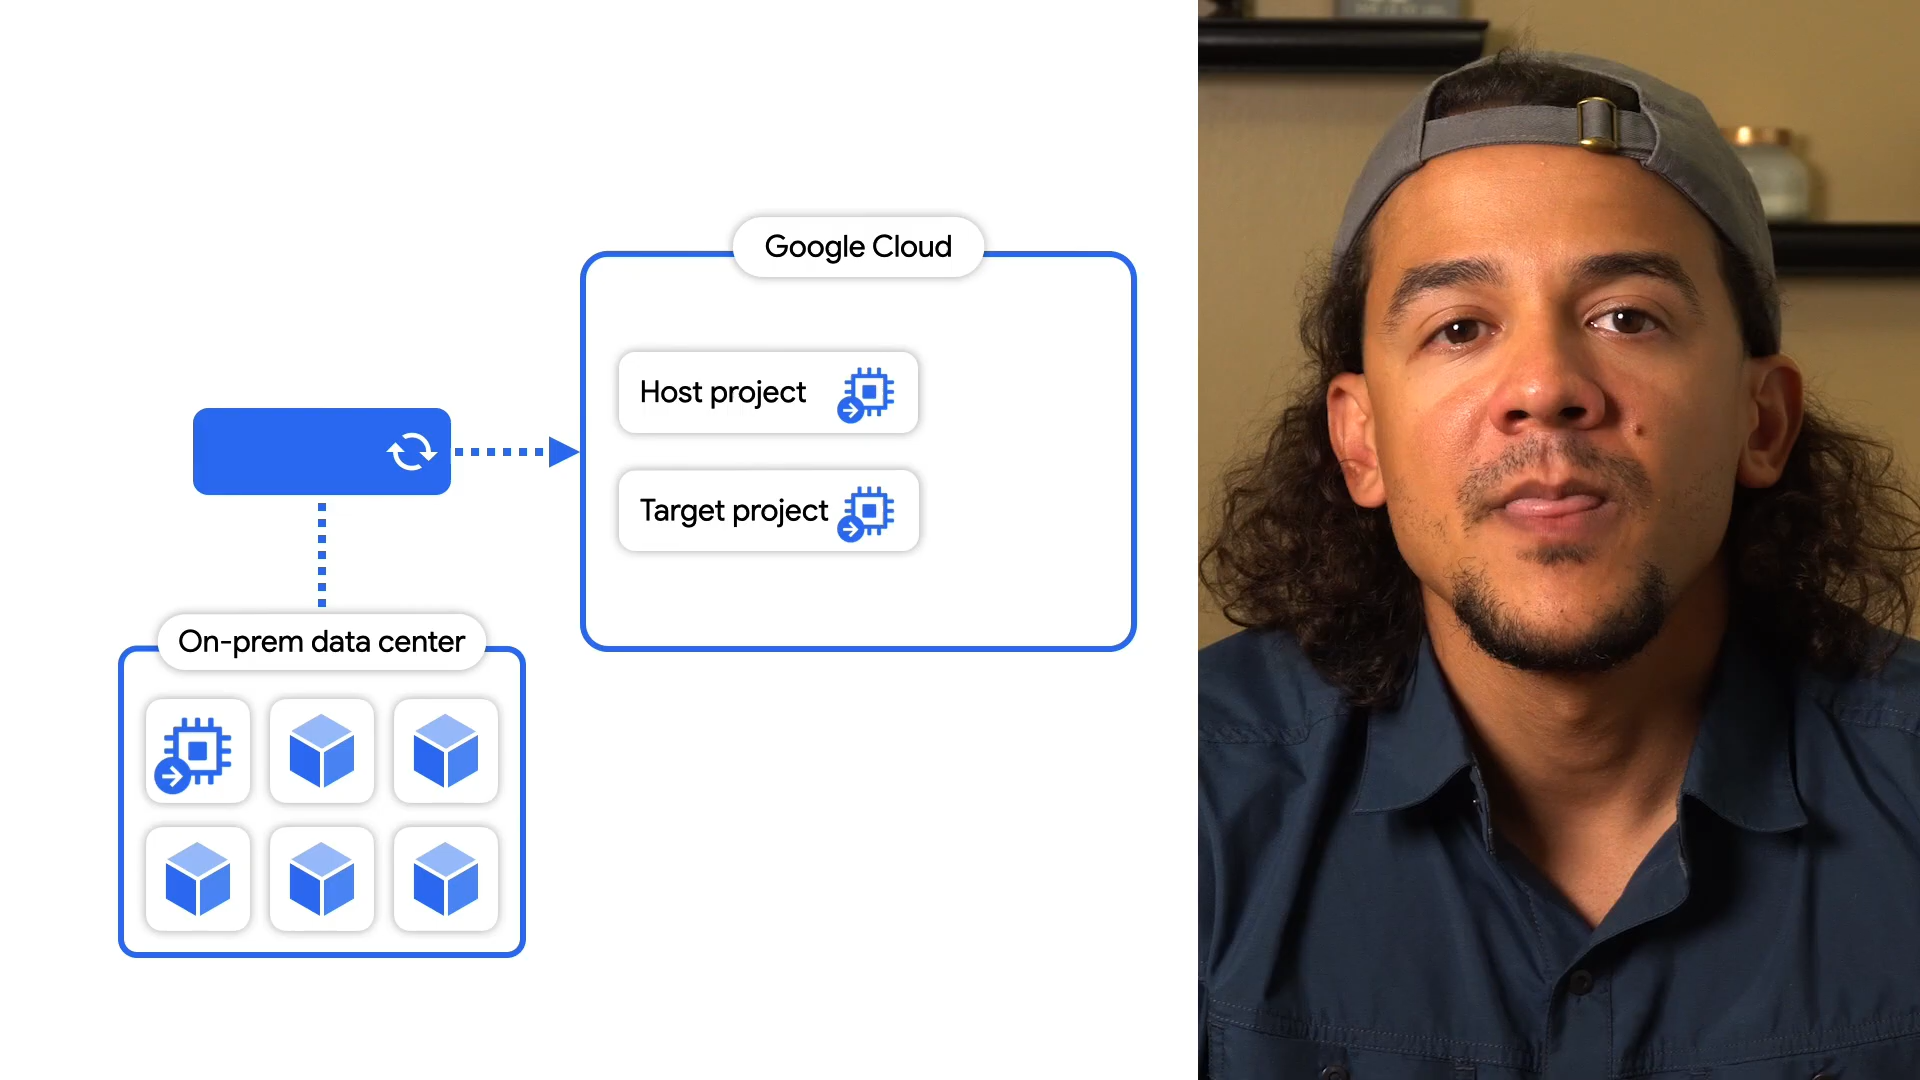 Google Cloud
Host project
Target project
On-prem data center